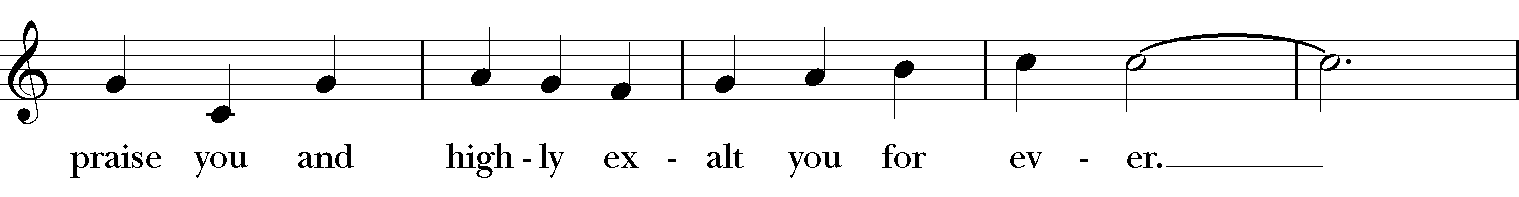 praise you and high - ly ex - alt you for ev - er.